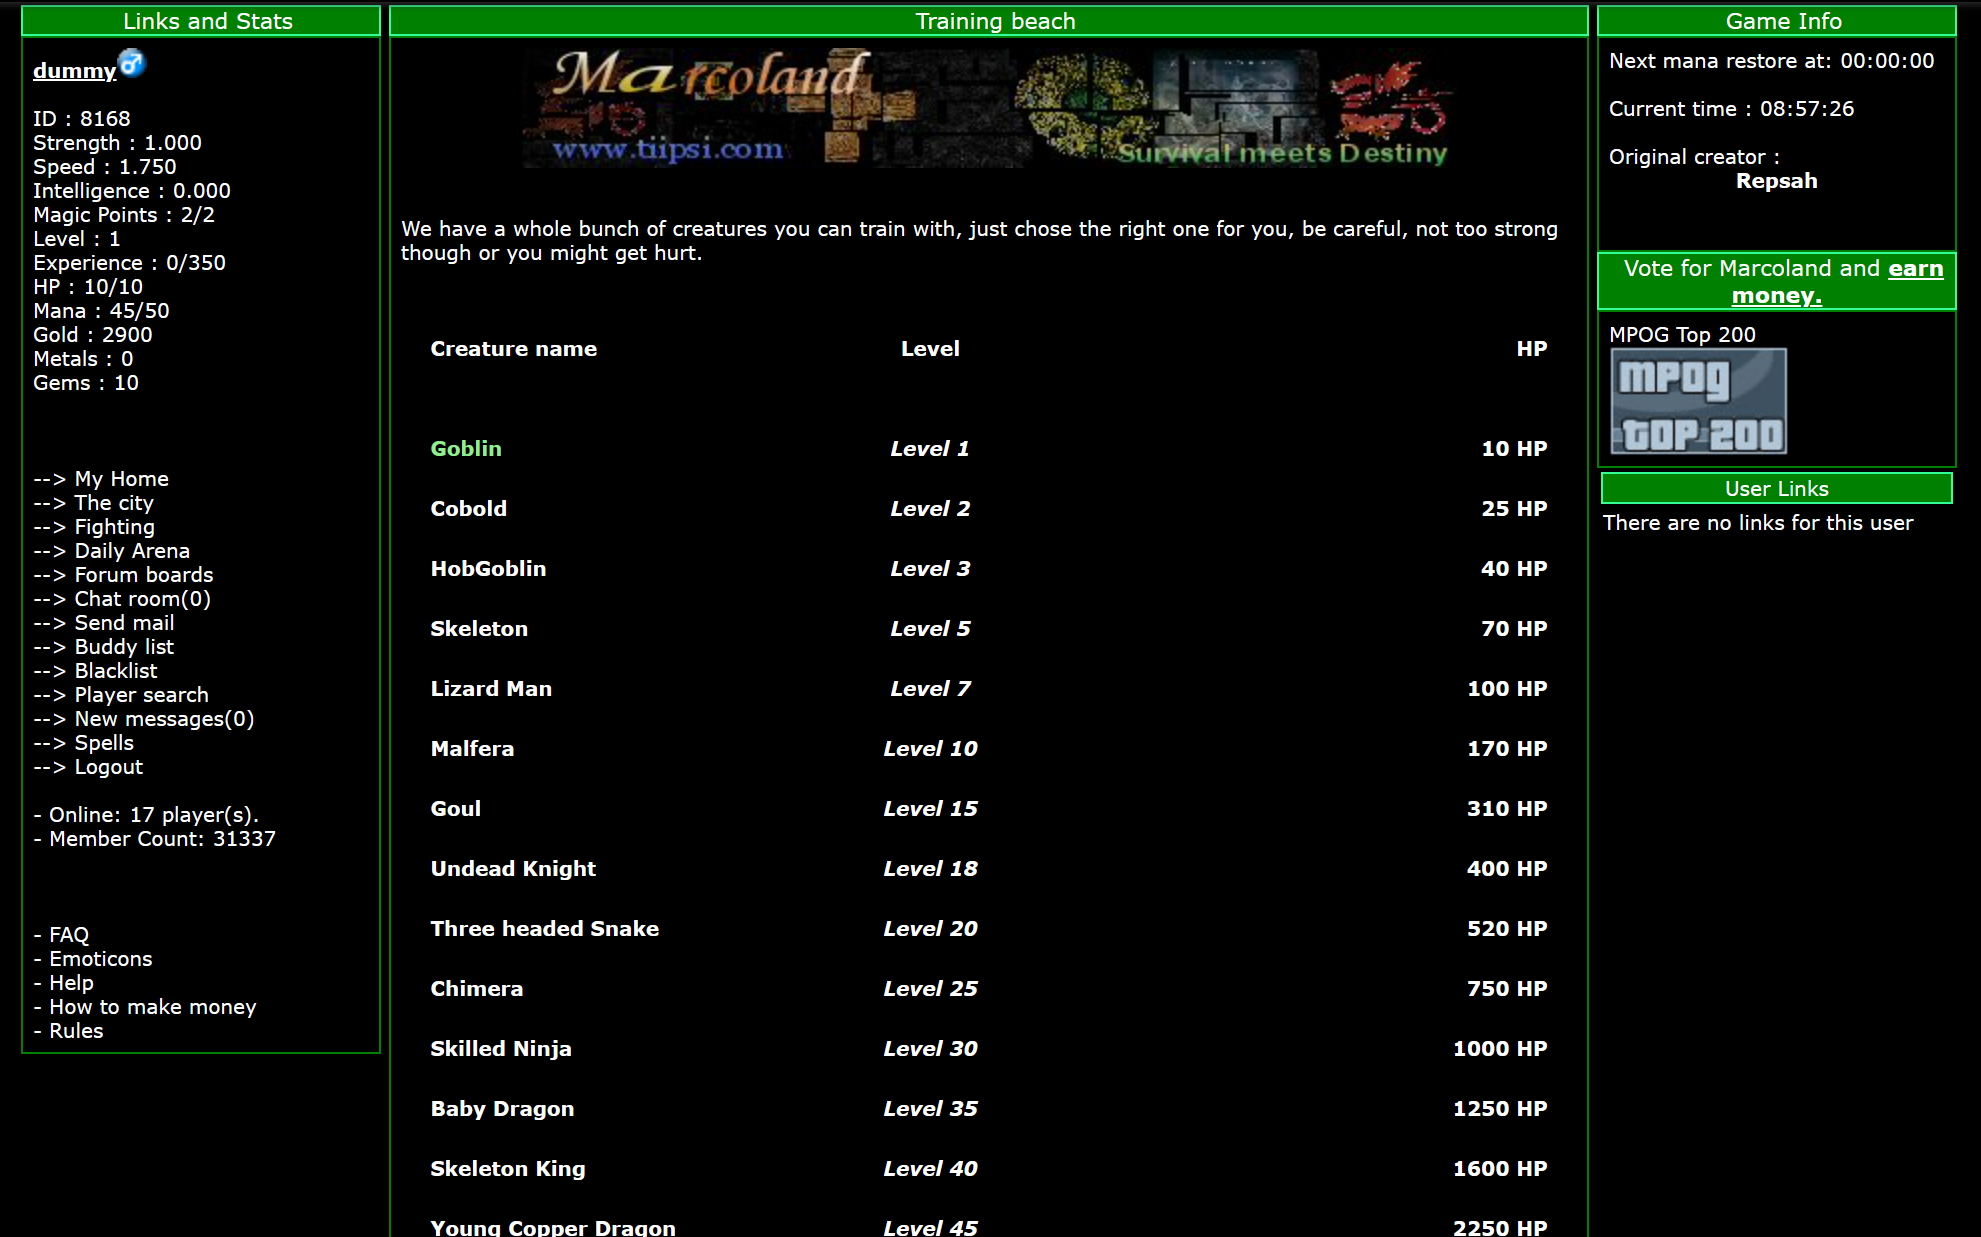 Links and Stats
dummy
ID : 8168
Strength : 1.000
Speed : 1.750
Intelligence : 0.000
Magic Points : 2/2
Level : 1
Experience : 0/350
HP : 10/10
Mana : 45/50
Gold : 2900
Metals : 0
Gems : 10
--> My Home
--> The city
--> Fighting
--> Daily Arena
--> Forum boards
--> Chat room(0)
--> Send mail
--> Buddy list
--> Blacklist
--> Player search
--> New messages(0)
--> Spells
--> Logout
- Online: 17 player(s).
- Member Count: 31337
- FAQ
- Emoticons
- Help
- How to make money
- Rules
Training beach
Marcoland
www.tiipsi.com
Survival meets Destiny
We have a whole bunch of creatures you can train with, just chose the right one for you, be careful, not too strong
though or you might get hurt.
Creature name Level HP
Goblin Level 1 10 HP
Cobold Level 2 25 HP
HobGoblin Level 3 40 HP
Skeleton Level 5 70 HP
Lizard Man Level 7 100 HP
Malfera Level 10 170 HP
Goul Level 15 310 HP
Undead Knight Level 18 400 HP
Three headed Snake Level 20 520 HP
Chimera Level 25 750 HP
Skilled Ninja Level 30 1000 HP
Baby Dragon Level 35 1250 HP
Skeleton King Level 40 1600 HP
Young Copper Dragon Level 45 2250 HP
Game Info
Next mana restore at: 00:00:00
Current time : 08:57:26
Original creator :
Repsah
Vote for Marcoland and earn
money.
MPOG Top 200
MPOG
TOP 200
User Links
There are no links for this user